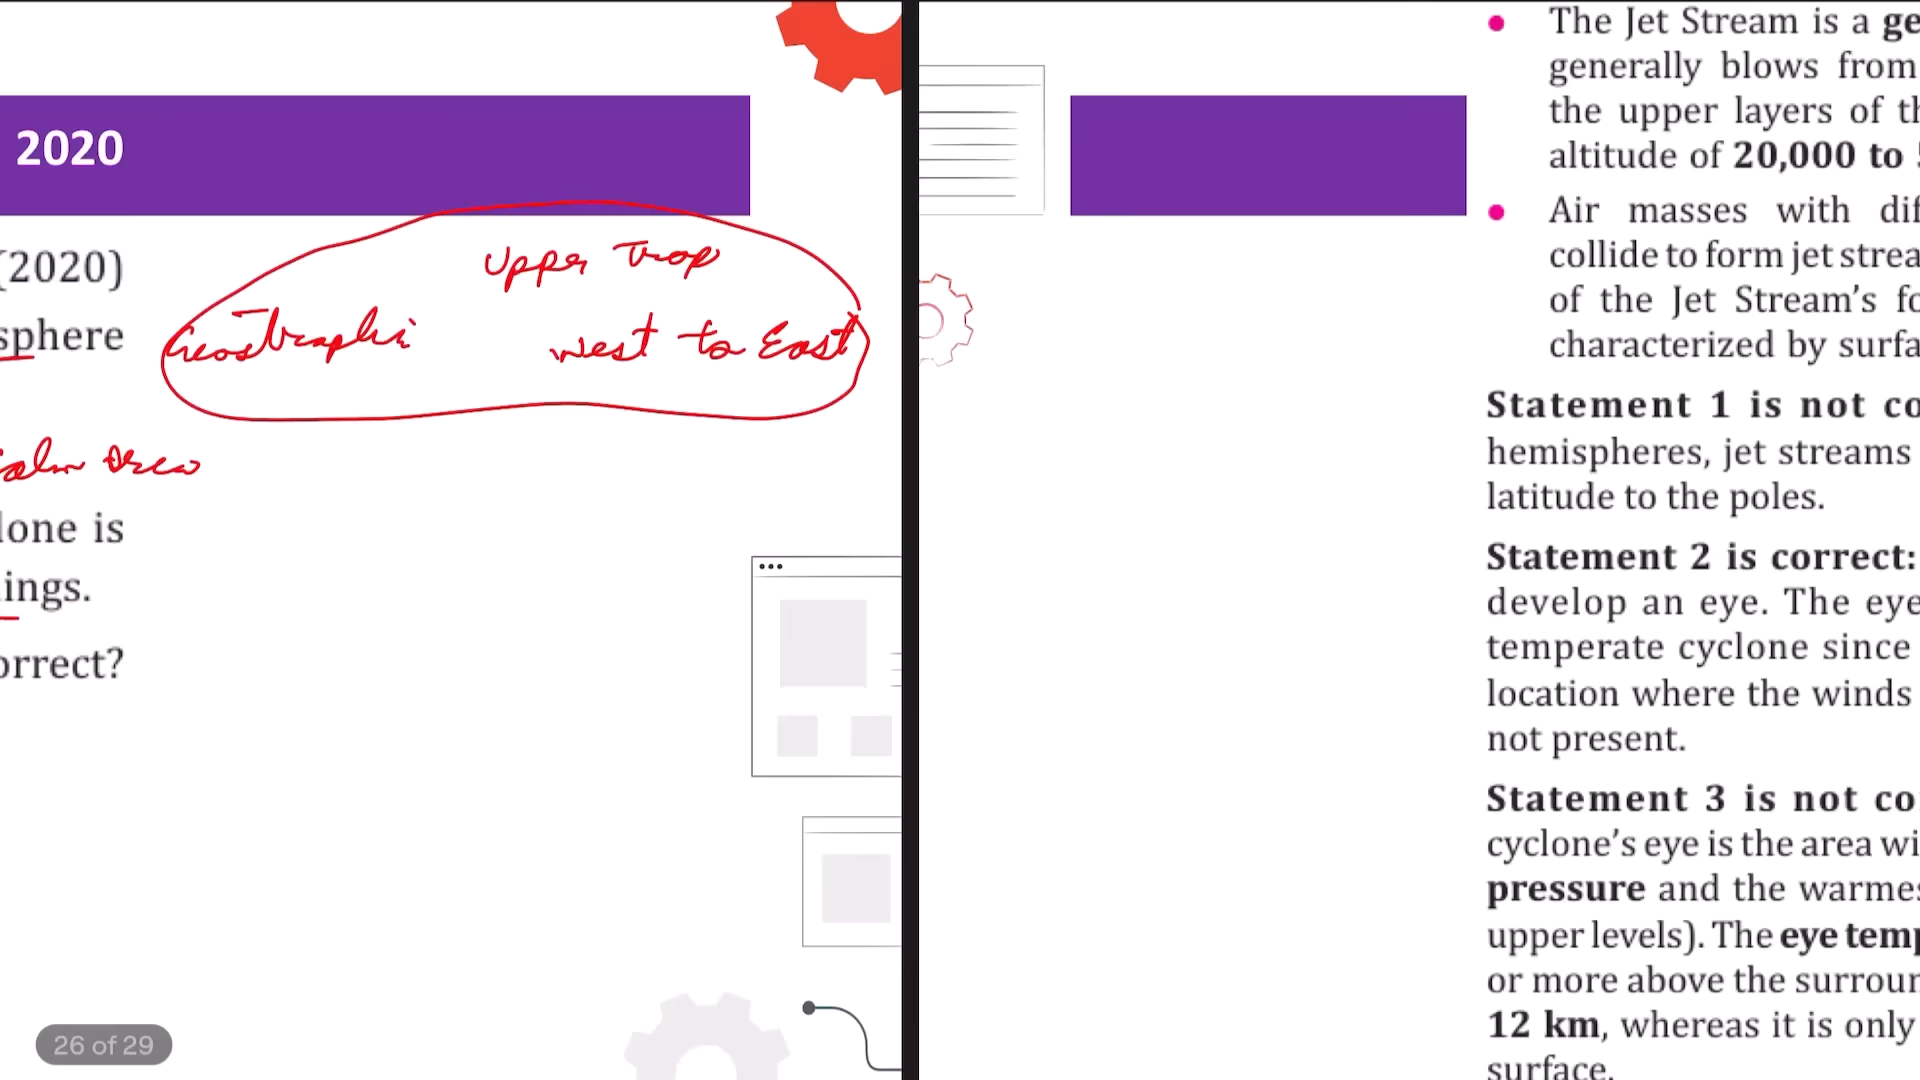 2020
(2020)
Upper Trop
sphere
Geostrophic
West to East
Calm area
lone is
ings.
orrect?
26 of 29
The Jet Stream is a ge
generally blows from
the upper layers of th
altitude of 20,000 to
Air masses with dif
collide to form jet strea
of the Jet Stream's fo
characterized by surfa
Statement 1 is not co
hemispheres, jet streams
latitude to the poles.
Statement 2 is correct:
develop an eye. The eye
temperate cyclone since
location where the winds
not present.
Statement 3 is not co
cyclone's eye is the area wi
pressure and the warmes
upper levels). The eye temp
or more above the surroun
12 km, whereas it is only
surface.